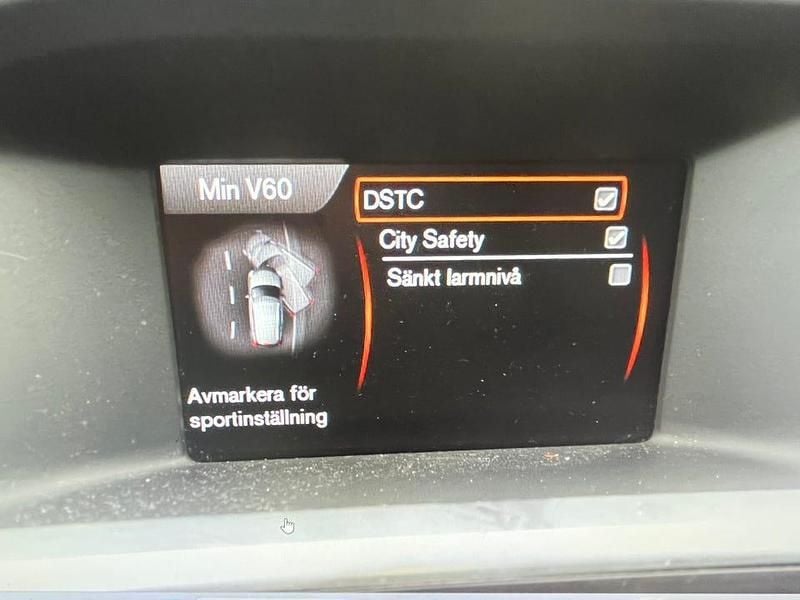 Min V60
DSTC
City Safety
Sänkt larmnivå
Avmarkera för
sportinställning